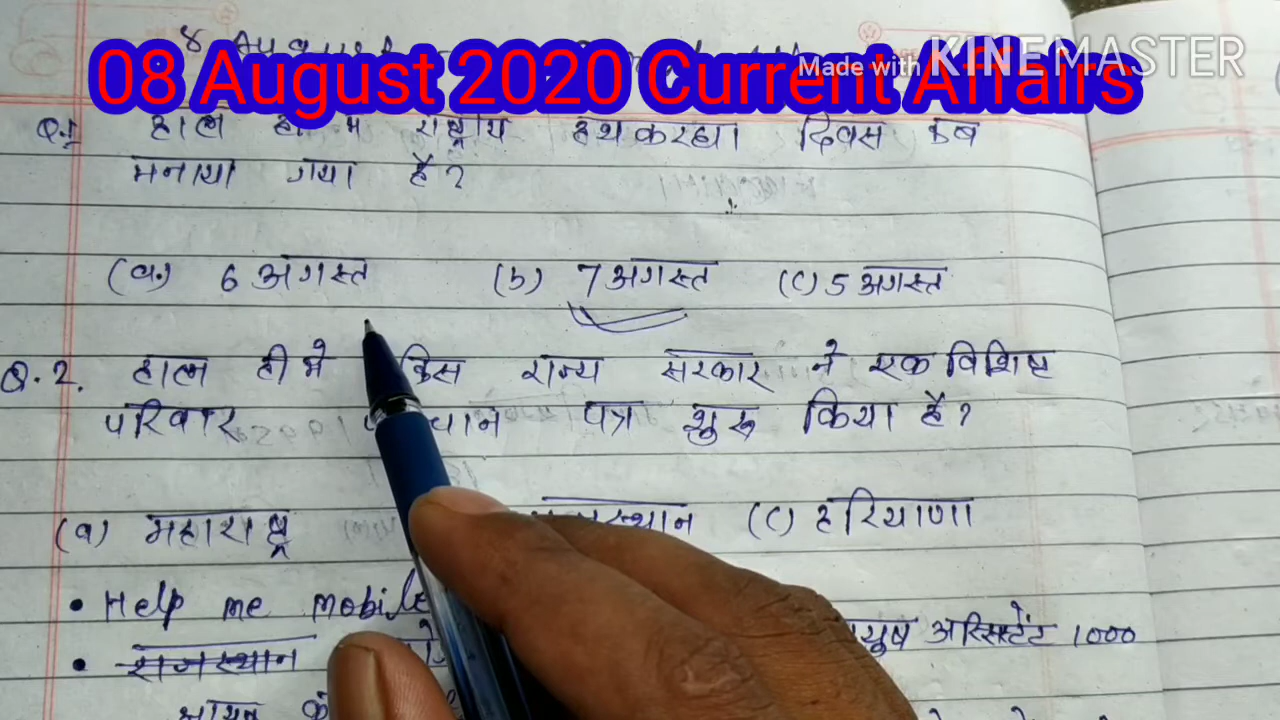 08 August 2020 Current Affairs
Made with KINEMASTER
Q.1 हाल ही में राष्ट्रीय हथकरघा दिवस कब
मनाया गया है?
(a) 6 अगस्त (b) 7 अगस्त (c) 5 अगस्त
Q.2. हाल ही मे किस राज्य सरकार ने एक विशिष्ट
परिवार पत्र शुरू किया है?
(a) महाराष्ट्र (c) हरियाणा
• Help me mobile
अस्सिटेंट 1000
• राजस्थान